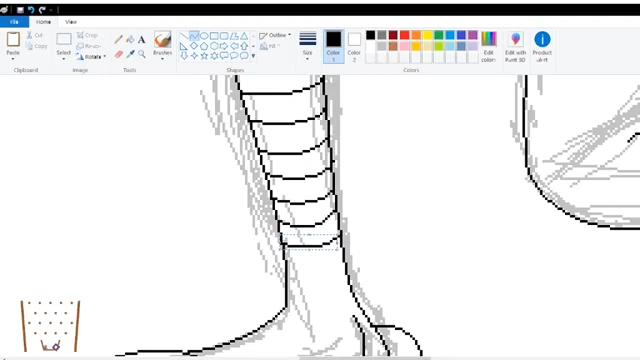 File Home View
Cut
Copy
Paste
Clipboard
Select
Crop
Resize
Rotate
Image
Tools
Brushes
Outline
Fill
Shapes
Size
Color
1
Color
2
Colors
Edit
colors
Edit with
Paint 3D
Product
alert